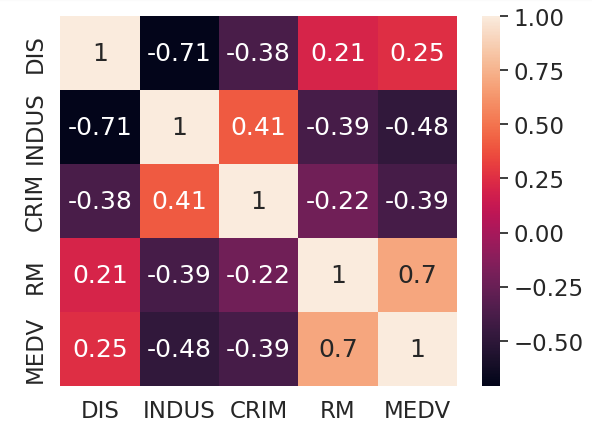 DIS 1 -0.71 -0.38 0.21 0.25
INDUS -0.71 1 0.41 -0.39 -0.48
CRIM -0.38 0.41 1 -0.22 -0.39
RM 0.21 -0.39 -0.22 1 0.7
MEDV 0.25 -0.48 -0.39 0.7 1
DIS INDUS CRIM RM MEDV
1.00
0.75
0.50
0.25
0.00
−0.25
−0.50